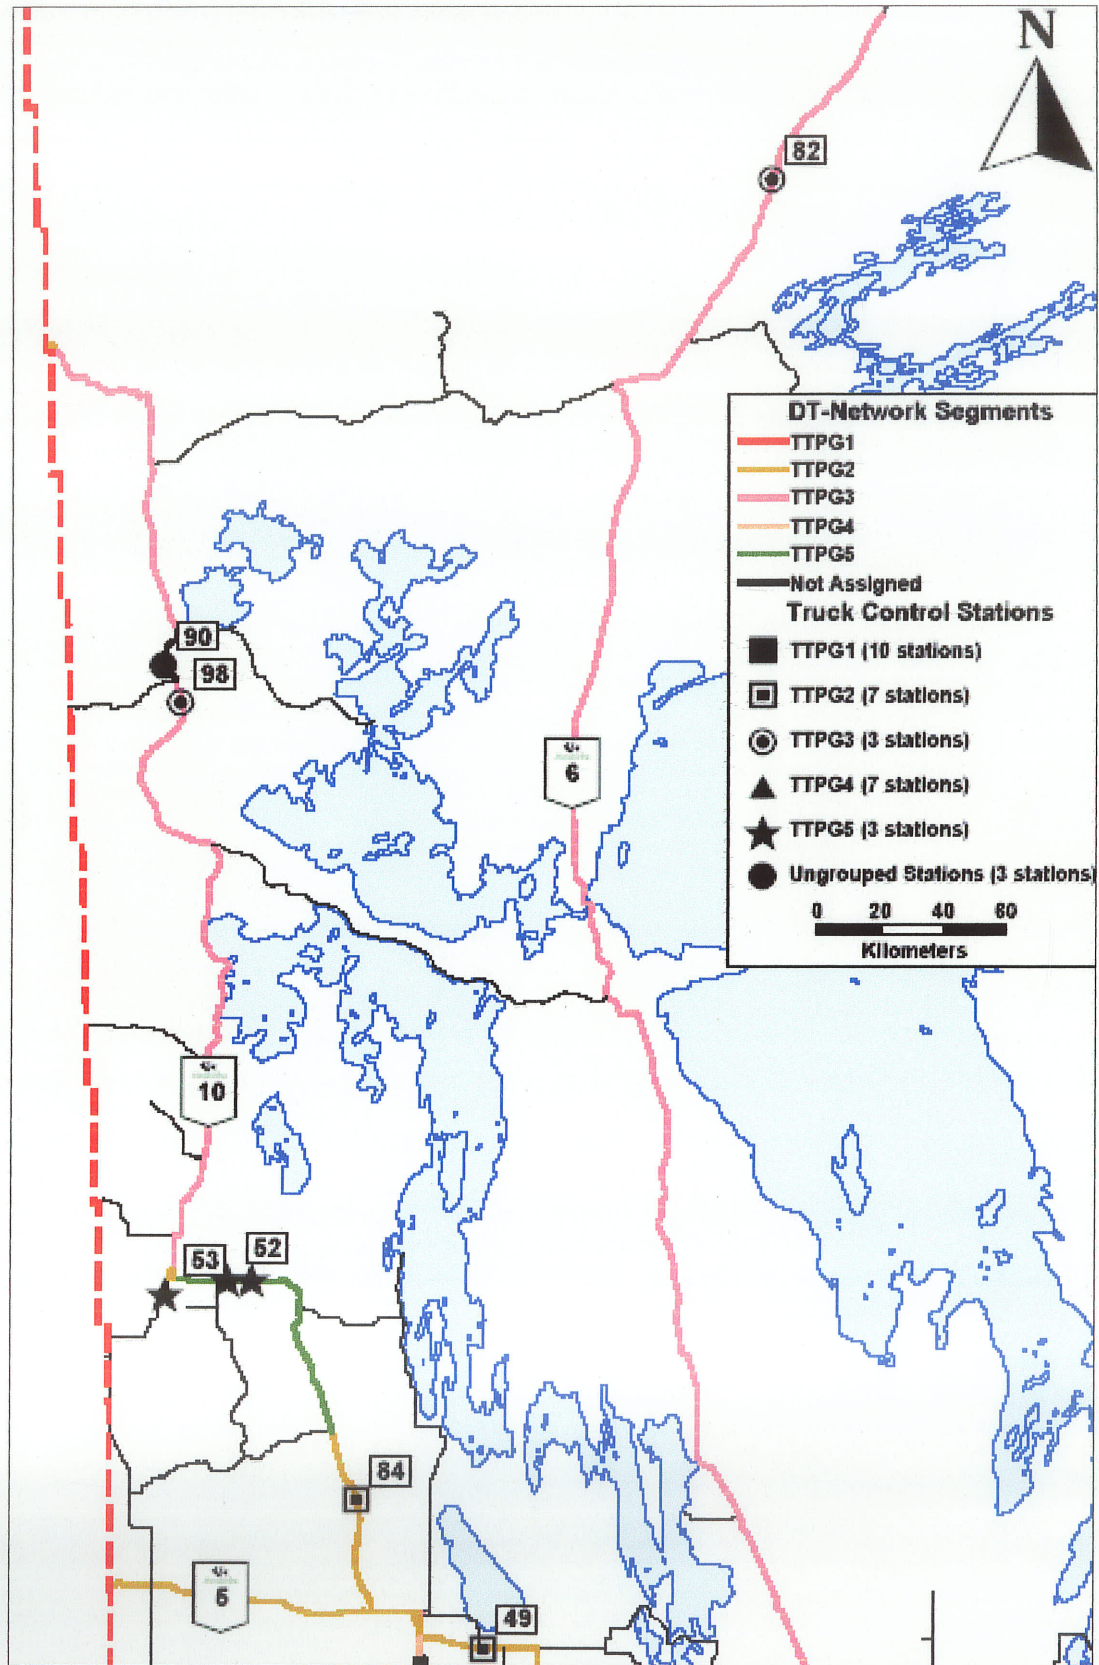 N
82
DT-Network Segments
TTPG1
TTPG2
TTPG3
TTPG4
TTPG5
Not Assigned
Truck Control Stations
TTPG1 (10 stations)
TTPG2 (7 stations)
TTPG3 (3 stations)
TTPG4 (7 stations)
TTPG5 (3 stations)
Ungrouped Stations (3 stations)
0 20 40 60
Kilometers
90
98
6
10
53
52
84
5
49